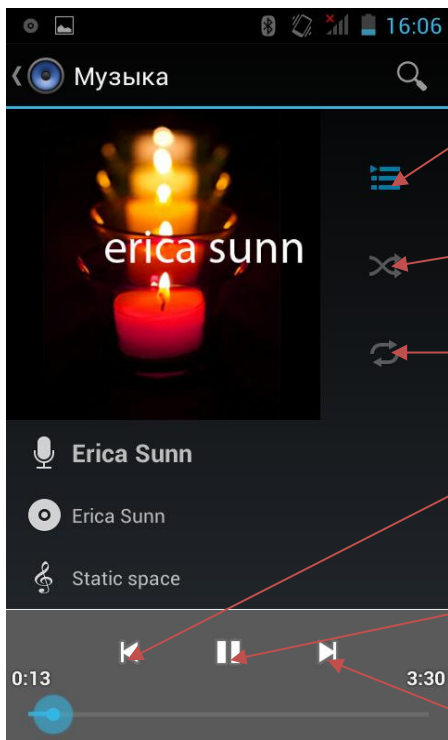 16:06
Музыка
erica sunn
Erica Sunn
Erica Sunn
Static space
0:13
3:30